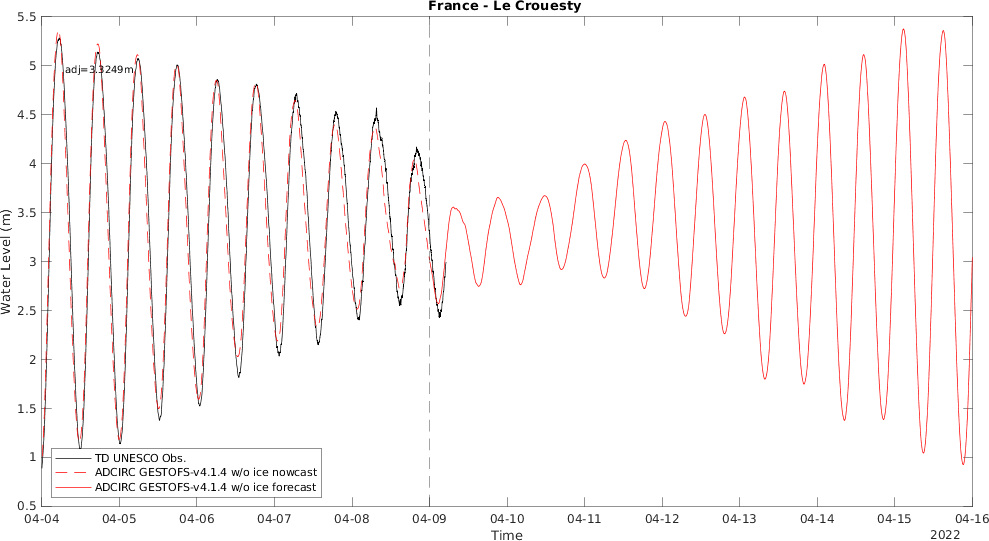 France - Le Crouesty
5.5
5
4.5
4
3.5
3
2.5
2
1.5
1
0.5
Water Level (m)
adj=3.3249m
TD UNESCO Obs.
ADCIRC GESTOFS-v4.1.4 w/o ice nowcast
ADCIRC GESTOFS-v4.1.4 w/o ice forecast
04-04 04-05 04-06 04-07 04-08 04-09 04-10 04-11 04-12 04-13 04-14 04-15 04-16
Time
2022